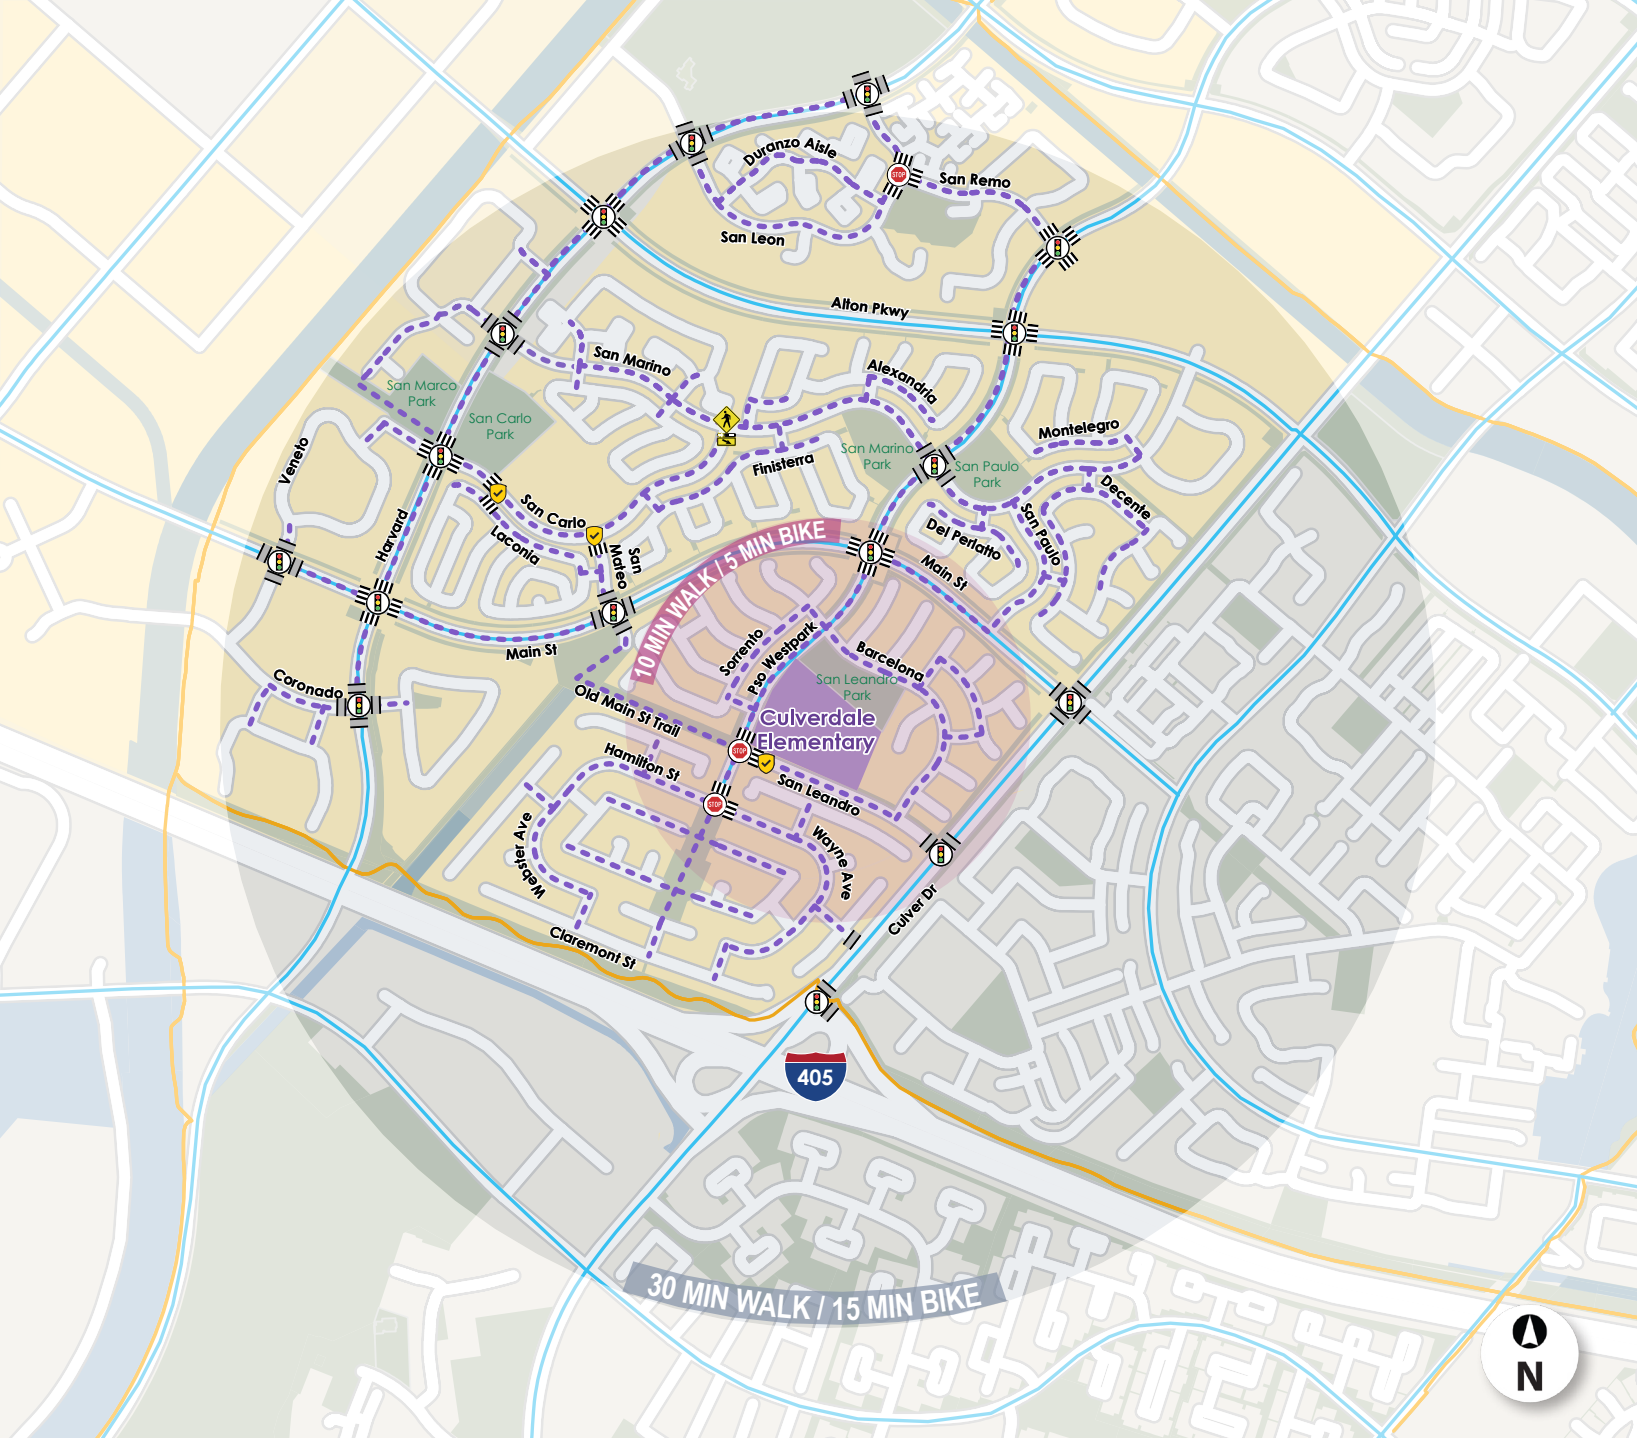 Duranzo Aisle
STOP
San Remo
San Leon
Alton Pkwy
San Marino
Alexandria
San Marco
Park
San Carlo
Park
Montelegro
San Marino
Park
San Paulo
Park
Veneto
Finisterra
Decente
San Carlo
Harvard
Laconia
San
Mateo
Del Perlatto
San Paulo
10 MIN WALK / 5 MIN BIKE
Main St
Main St
Sorrento
Pso Westpark
Barcelona
San Leandro
Park
Coronado
Old Main St Trail
Culverdale
Elementary
STOP
Hamilton St
San Leandro
STOP
Webster Ave
Wayne Ave
Culver Dr
Claremont St
405
30 MIN WALK / 15 MIN BIKE
N